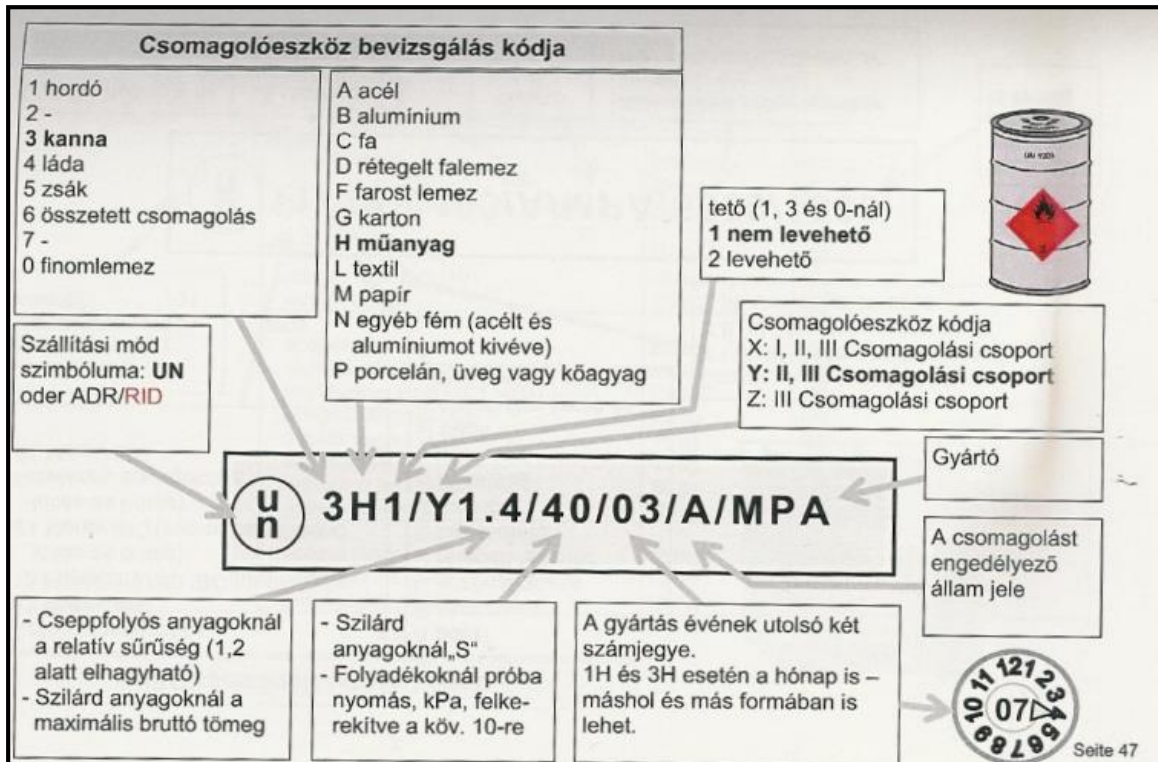 Csomagolóeszköz bevizsgálás kódja
1 hordó
2 -
3 kanna
4 láda
5 zsák
6 összetett csomagolás
7 -
0 finomlemez
A acél
B alumínium
C fa
D rétegelt falemez
F farost lemez
G karton
H műanyag
L textil
M papír
N egyéb fém (acélt és
alumíniumot kivéve)
P porcelán, üveg vagy kőagyag
tető (1, 3 és 0-nál)
1 nem levehető
2 levehető
UN 1203
Szállítási mód
szimbóluma: UN
oder ADR/RID
Csomagolóeszköz kódja
X: I, II, III Csomagolási csoport
Y: II, III Csomagolási csoport
Z: III Csomagolási csoport
Gyártó
u
n
3H1/Y1.4/40/03/A/MPA
A csomagolást
engedélyező
állam jele
- Cseppfolyós anyagoknál
a relatív sűrűség (1,2
alatt elhagyható)
- Szilárd anyagoknál a
maximális bruttó tömeg
- Szilárd
anyagoknál„S“
- Folyadékoknál próba
nyomás, kPa, felke-
rekítve a köv. 10-re
A gyártás évének utolsó két
számjegye.
1H és 3H esetén a hónap is –
máshol és más formában is
lehet.
12 1 2 3 4 5 6 7 8 9 10 11
07
Seite 47